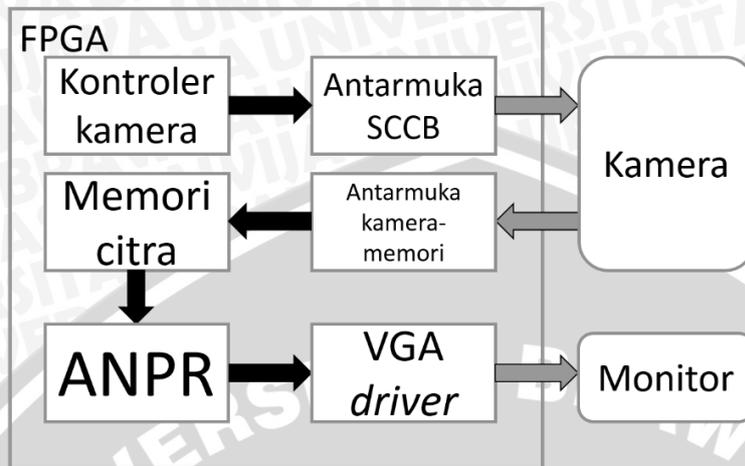 FPGA
Kontroler
kamera
Antarmuka
SCCB
Kamera
Memori
citra
Antarmuka
kamera-
memori
ANPR
VGA
driver
Monitor